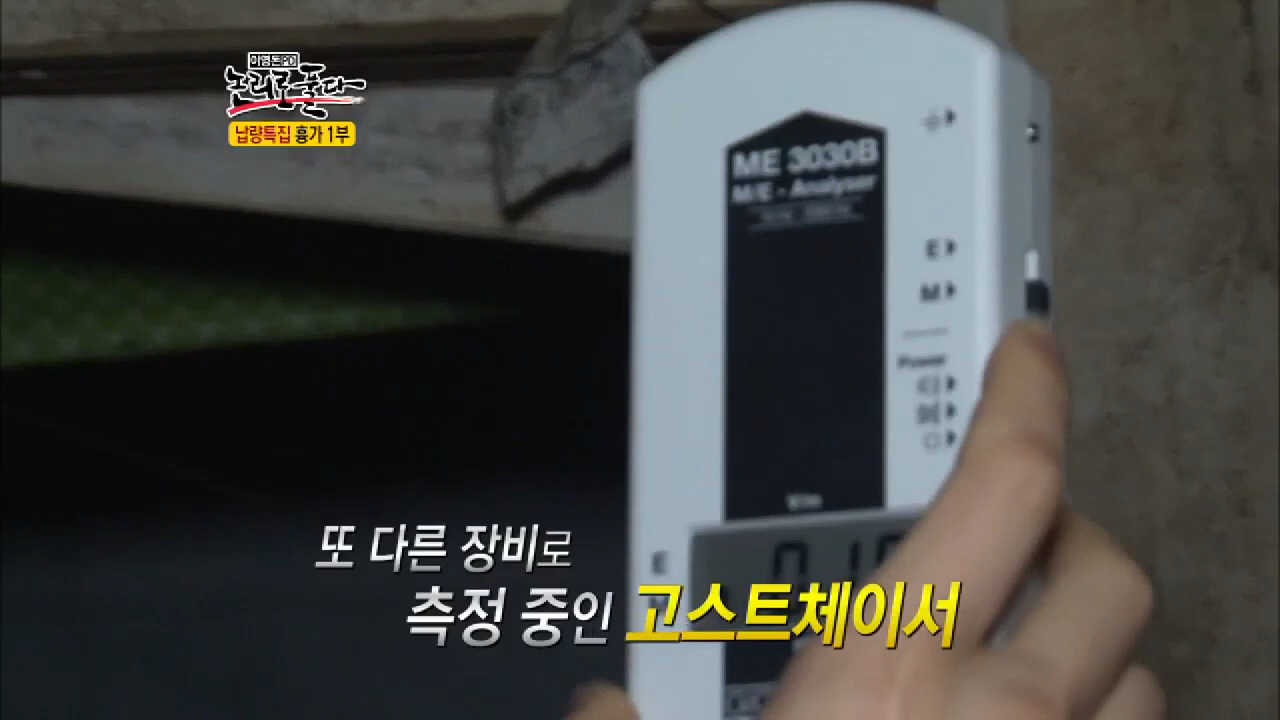 이영돈PD
논리로풀다
납량특집 흉가 1부
ME 3030B
M/E - Analyser
E
M
Power
V/m
E
또 다른 장비로
측정 중인 고스트체이서